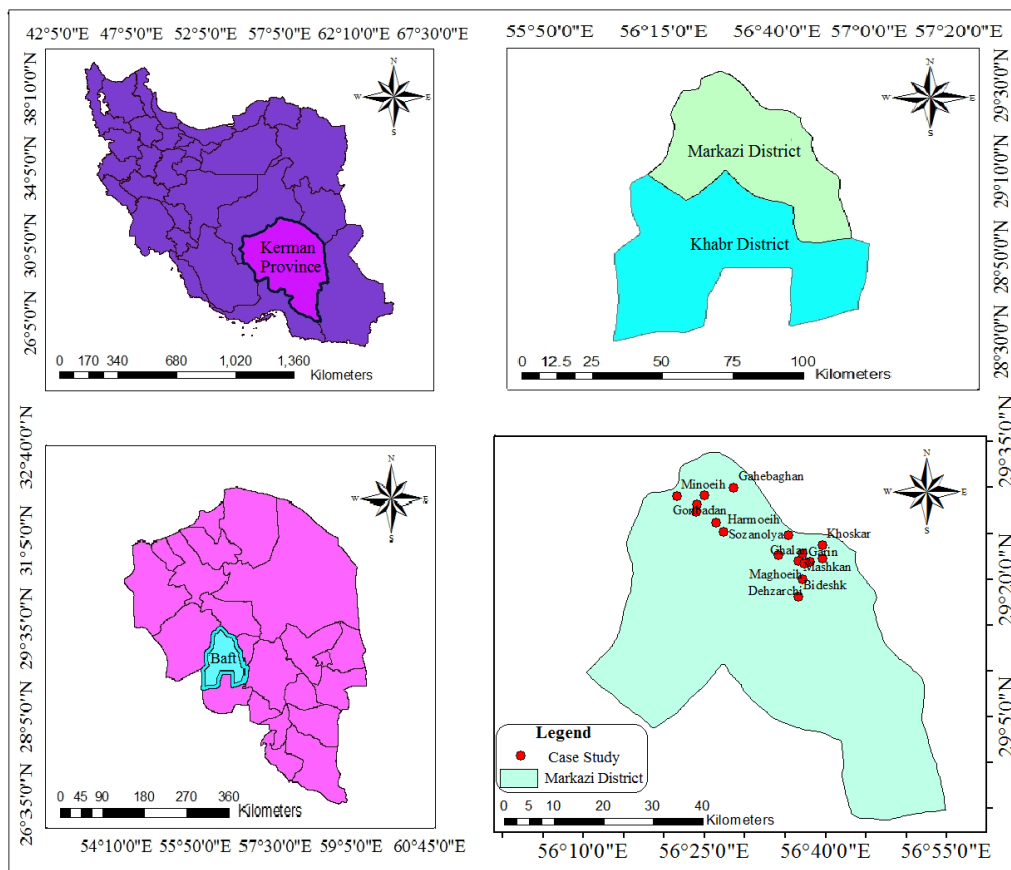 42°5'0"E 47°5'0"E 52°5'0"E 57°5'0"E 62°10'0"E 67°30'0"E
38°10'0"N
34°5'0"N
30°5'0"N
26°5'0"N
N
W E
S
Kerman
Province
0 170 340 680 1,020 1,360
Kilometers
55°50'0"E 56°15'0"E 56°40'0"E 57°0'0"E 57°20'0"E
29°30'0"N
29°10'0"N
28°50'0"N
28°30'0"N
N
W E
S
Markazi District
Khabr District
0 12.5 25 50 75 100
Kilometers
32°40'0"N
31°5'0"N
29°35'0"N
28°5'0"N
26°35'0"N
N
W E
S
Baft
0 45 90 180 270 360
Kilometers
54°10'0"E 55°50'0"E 57°30'0"E 59°5'0"E 60°45'0"E
29°35'0"N
29°20'0"N
29°5'0"N
N
W E
S
Gahebaghan
Minoeih
Gonbadan
Harmoeih
Sozanolya
Khoskar
Ghalan
Garin
Mashkan
Maghoeih
Bideshk
Dehzarchi
Legend
Case Study
Markazi District
0 5 10 20 30 40
Kilometers
56°10'0"E 56°25'0"E 56°40'0"E 56°55'0"E